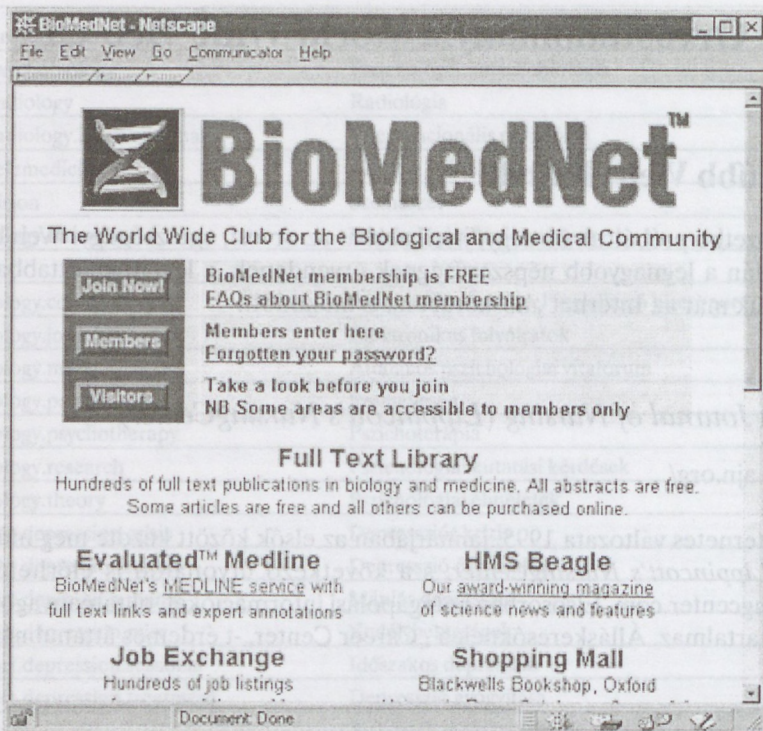 BioMedNet - Netscape
File Edit View Go Communicator Help
BioMedNet™
The World Wide Club for the Biological and Medical Community
Join Now!
BioMedNet membership is FREE
FAQs about BioMedNet membership
Members
Members enter here
Forgotten your password?
Visitors
Take a look before you join
NB Some areas are accessible to members only
Full Text Library
Hundreds of full text publications in biology and medicine. All abstracts are free.
Some articles are free and all others can be purchased online.
Evaluated™ Medline
BioMedNet's MEDLINE service with
full text links and expert annotations
HMS Beagle
Our award-winning magazine
of science news and features
Job Exchange
Hundreds of job listings
Shopping Mall
Blackwells Bookshop, Oxford
Document: Done